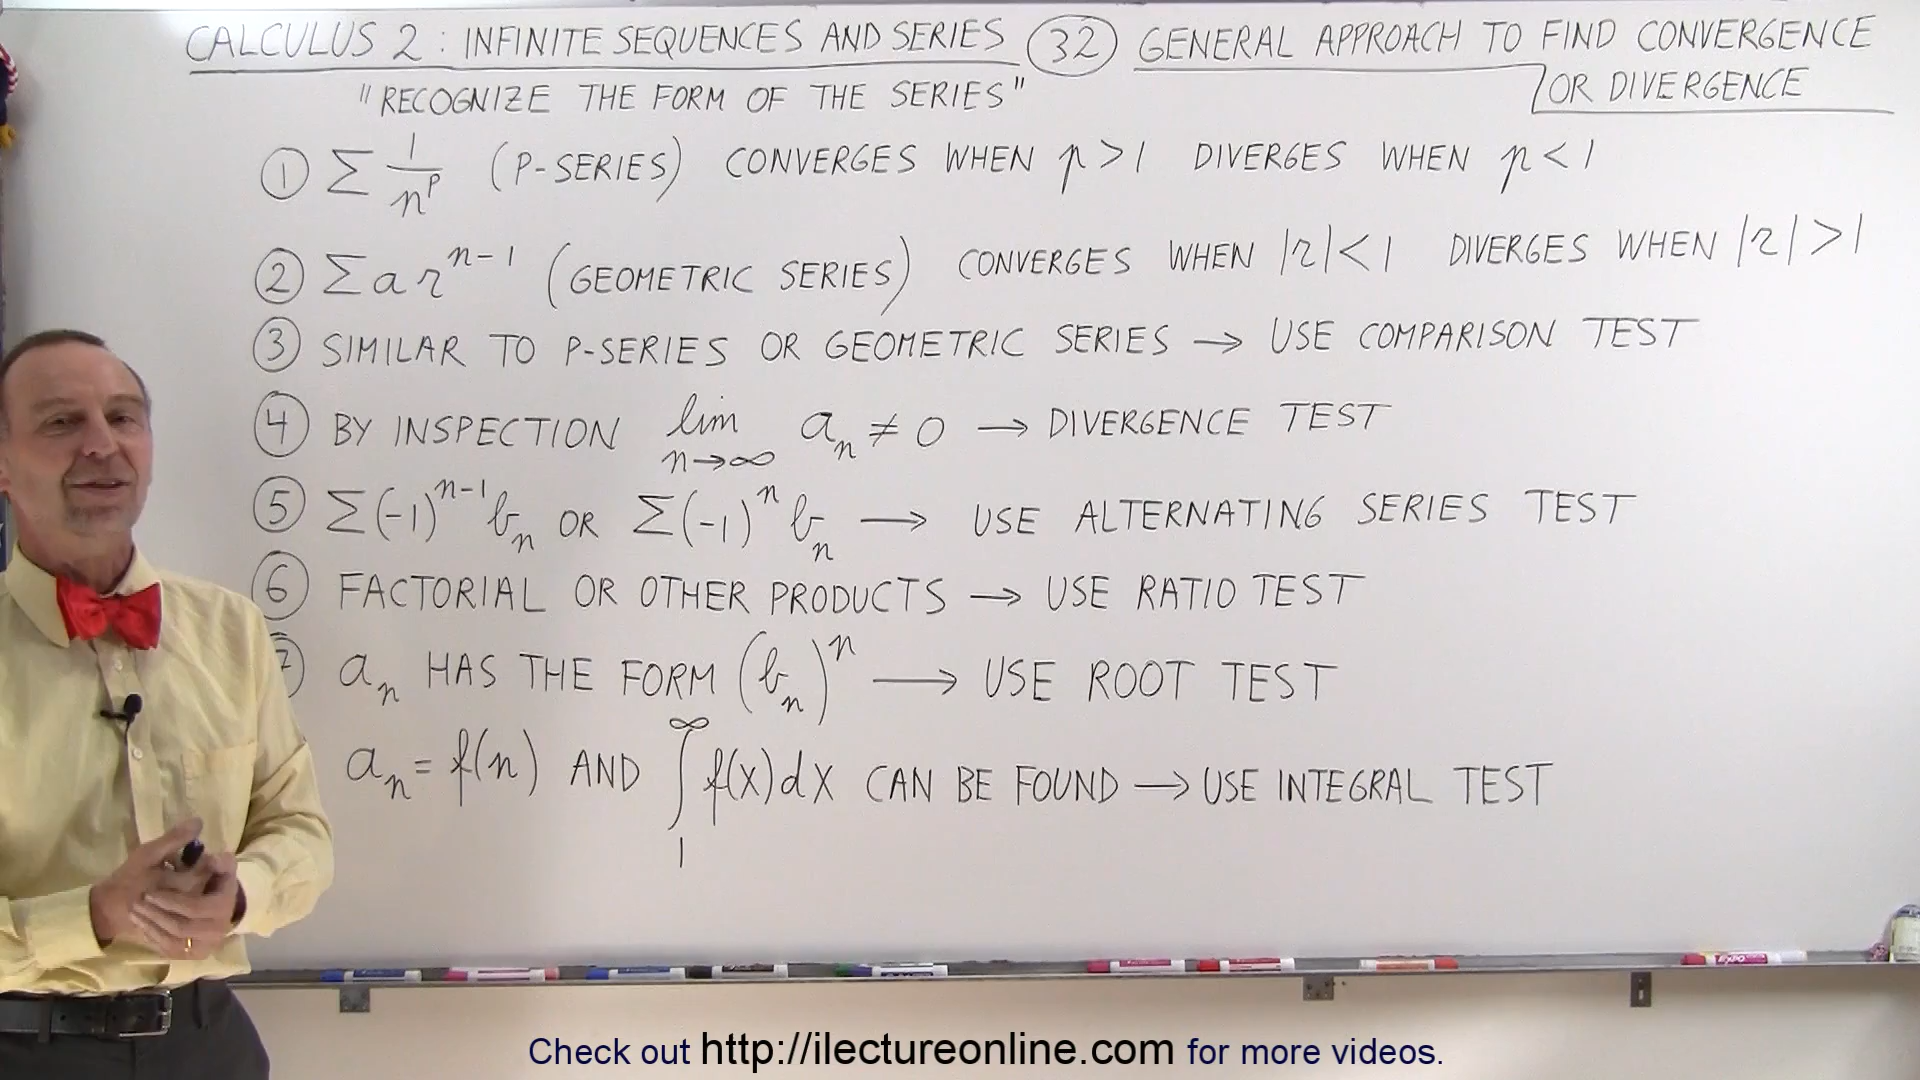 CALCULUS 2 : INFINITE SEQUENCES AND SERIES 32 GENERAL APPROACH TO FIND CONVERGENCE
OR DIVERGENCE
"RECOGNIZE THE FORM OF THE SERIES"
① ∑ 1/n^p (P-SERIES) CONVERGES WHEN p > 1 DIVERGES WHEN p < 1
② ∑ a r^(n-1) (GEOMETRIC SERIES) CONVERGES WHEN |r| < 1 DIVERGES WHEN |r| > 1
③ SIMILAR TO P-SERIES OR GEOMETRIC SERIES → USE COMPARISON TEST
④ BY INSPECTION lim n→∞ a_n ≠ 0 → DIVERGENCE TEST
⑤ ∑(-1)^(n-1) b_n OR ∑(-1)^n b_n → USE ALTERNATING SERIES TEST
⑥ FACTORIAL OR OTHER PRODUCTS → USE RATIO TEST
⑦ a_n HAS THE FORM (b_n)^n → USE ROOT TEST
a_n = f(n) AND ∫_1^∞ f(x)dx CAN BE FOUND → USE INTEGRAL TEST
EXPO
Check out http://ilectureonline.com for more videos.